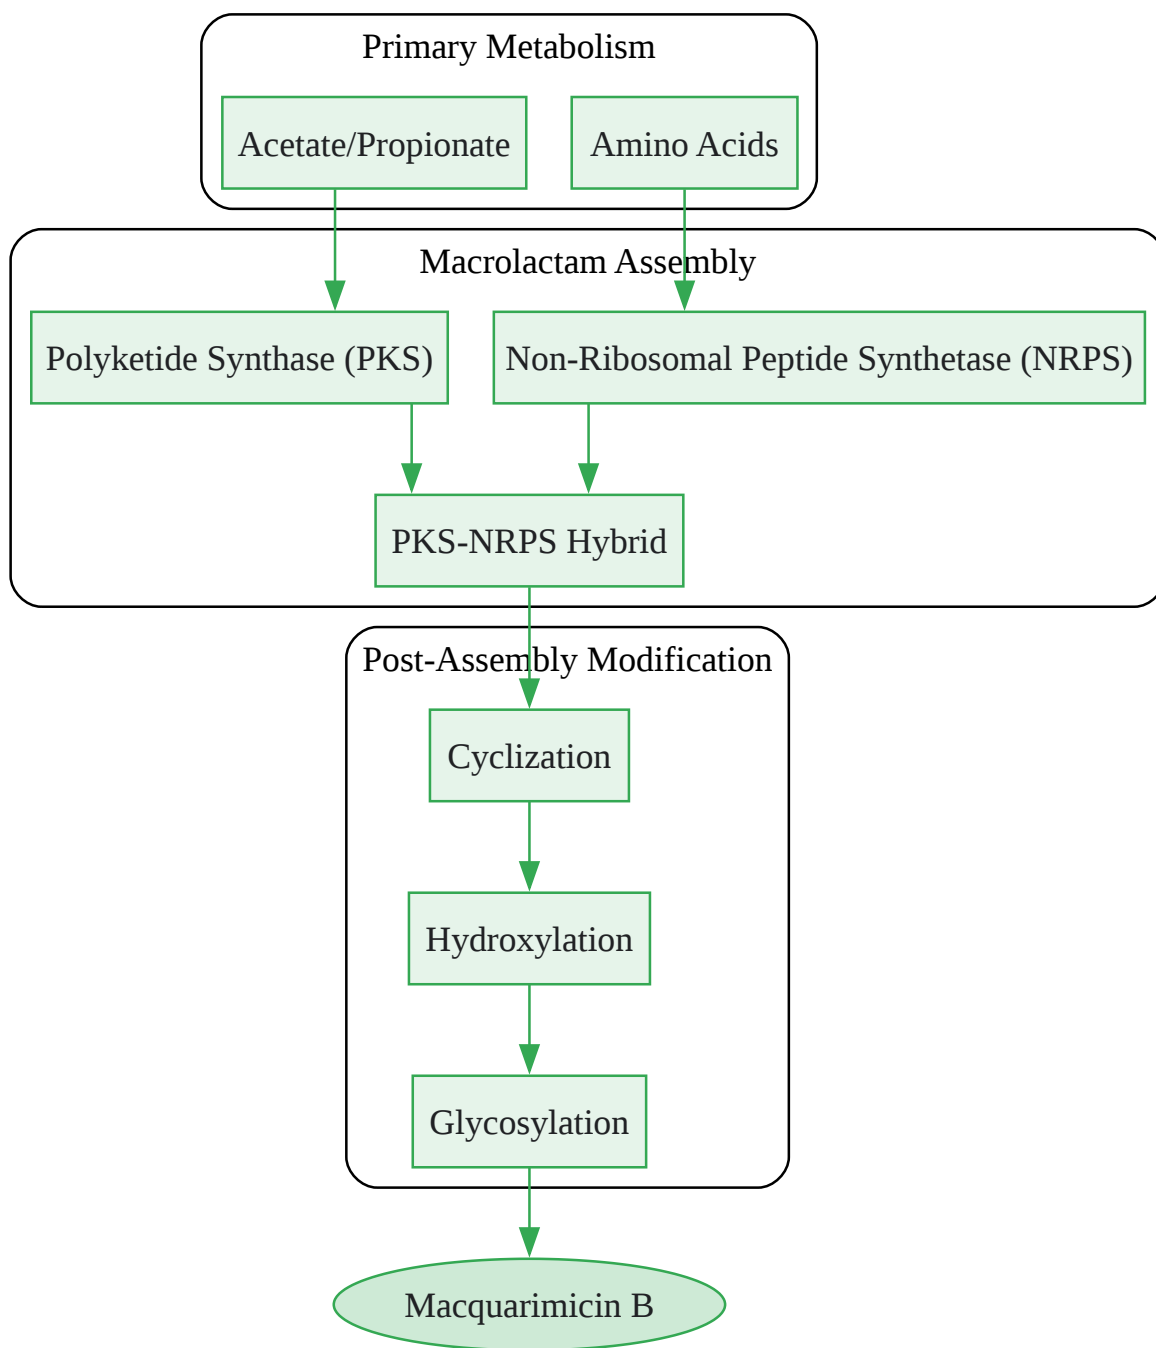 Primary Metabolism
Acetate/Propionate
Amino Acids
Macrolactam Assembly
Polyketide Synthase (PKS)
Non-Ribosomal Peptide Synthetase (NRPS)
PKS-NRPS Hybrid
Post-Assembly Modification
Cyclization
Hydroxylation
Glycosylation
Macquarimicin B